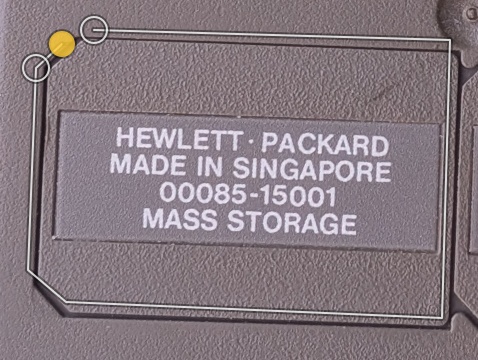 HEWLETT·PACKARD
MADE IN SINGAPORE
00085-15001
MASS STORAGE